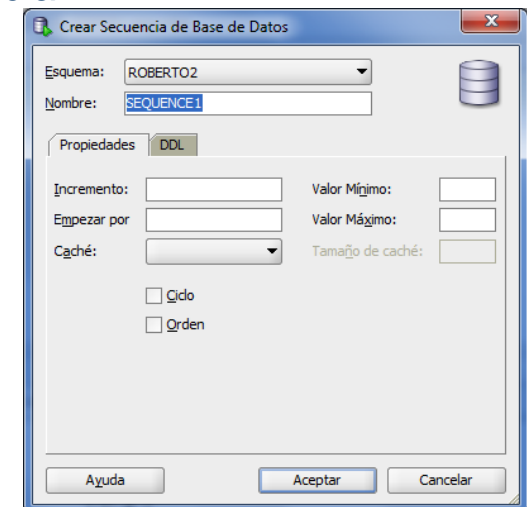 Crear Secuencia de Base de Datos
Esquema: ROBERTO2
Nombre: SEQUENCE1
Propiedades DDL
Incremento: Valor Mínimo:
Empezar por Valor Máximo:
Caché: Tamaño de caché:
Ciclo
Orden
Ayuda Aceptar Cancelar